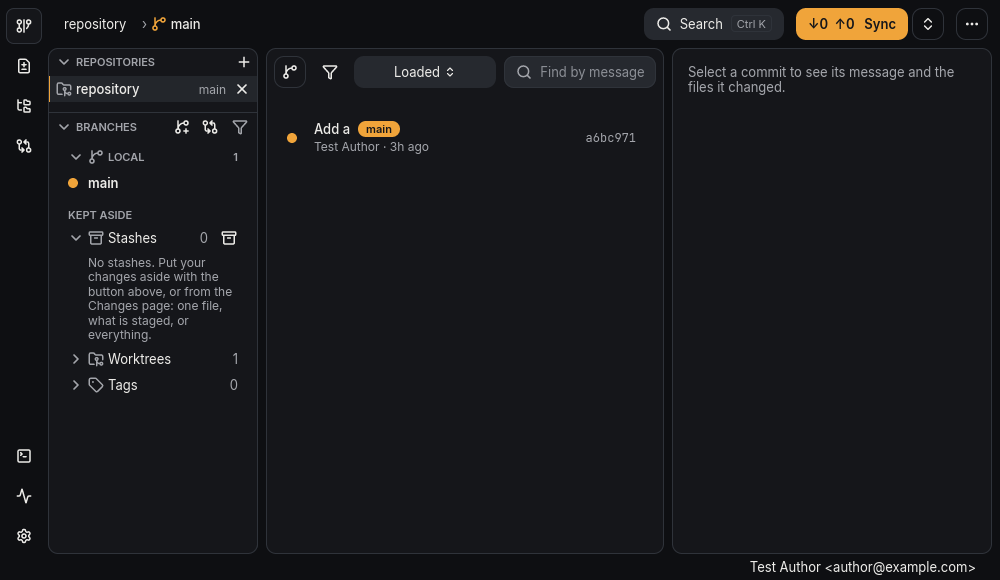 repository › main
Search Ctrl K
↓0 ↑0 Sync
REPOSITORIES
repository main
BRANCHES
LOCAL 1
main
KEPT ASIDE
Stashes 0
No stashes. Put your
changes aside with the
button above, or from the
Changes page: one file,
what is staged, or
everything.
Worktrees 1
Tags 0
Loaded
Find by message
Add a main
Test Author · 3h ago
a6bc971
Select a commit to see its message and the
files it changed.
Test Author <author@example.com>